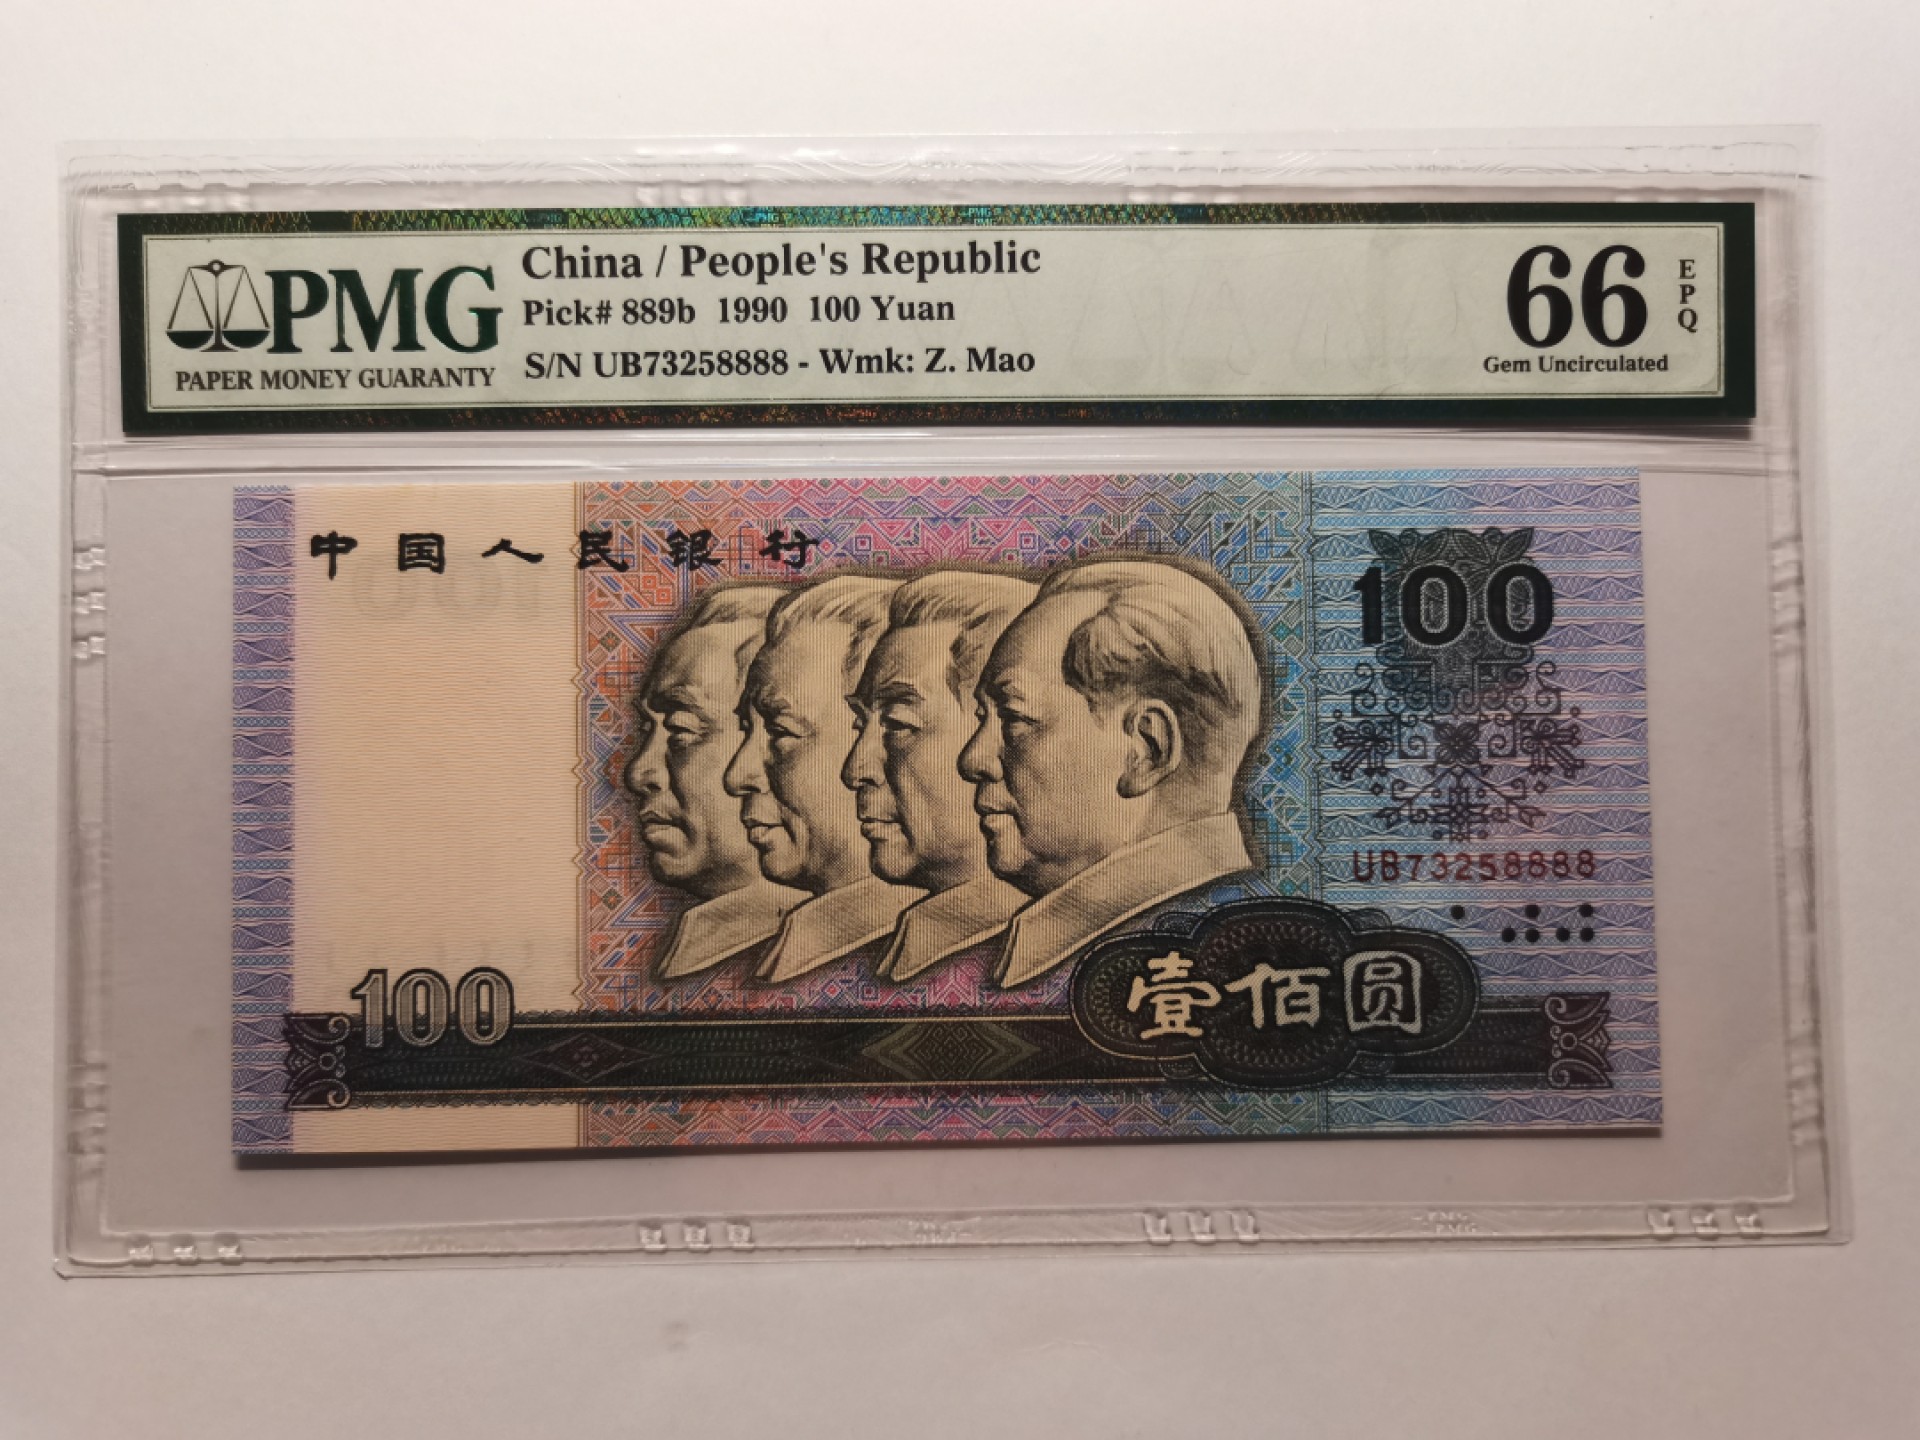 PMG
PAPER MONEY GUARANTY
China / People's Republic
Pick# 889b 1990 100 Yuan
S/N UB73258888 - Wmk: Z. Mao
66
EPQ
Gem Uncirculated
中国人民银行
100
UB73258888
100
壹佰圆